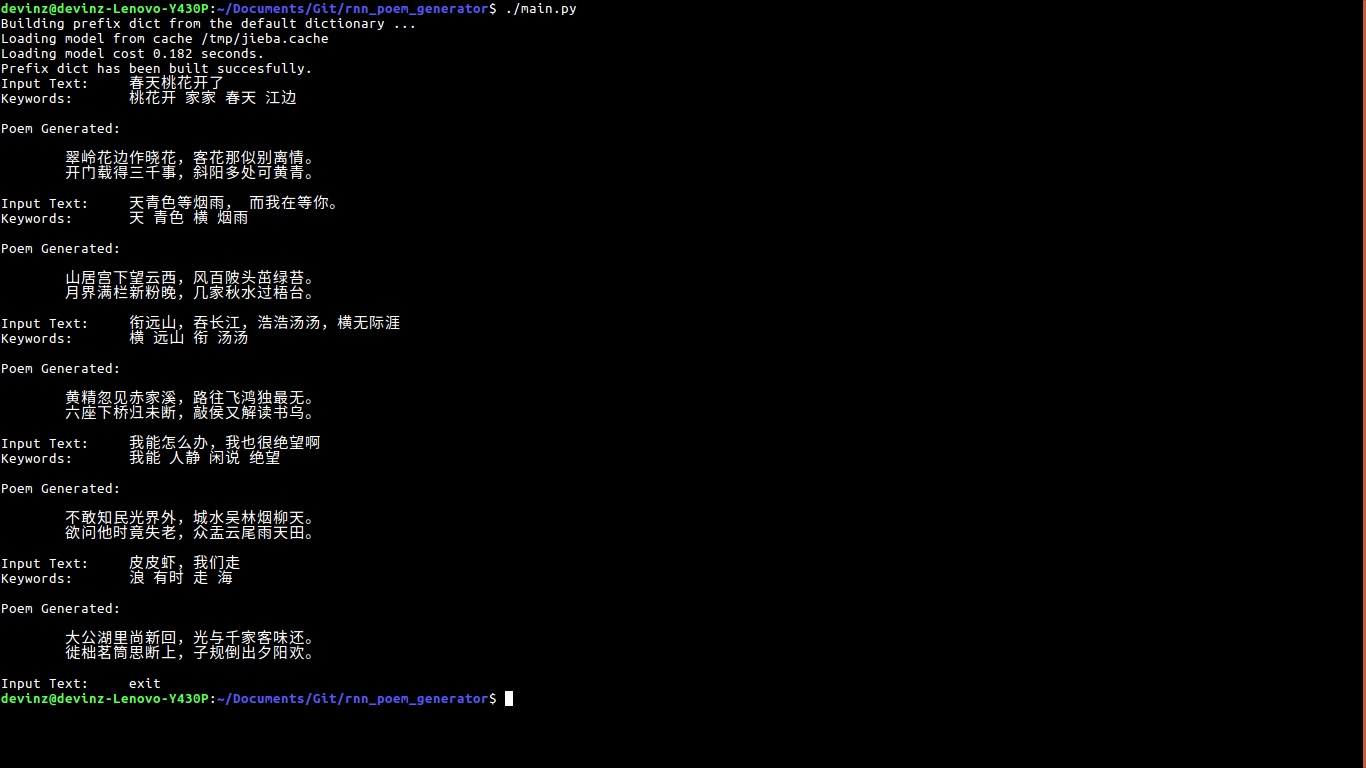 devinz@devinz-Lenovo-Y430P:~/Documents/Git/rnn_poem_generator$ ./main.py
Building prefix dict from the default dictionary ...
Loading model from cache /tmp/jieba.cache
Loading model cost 0.182 seconds.
Prefix dict has been built succesfully.
Input Text:     春天桃花开了
Keywords:       桃花开 家家 春天 江边
Poem Generated:
翠岭花边作晓花，客花那似别离情。
开门载得三千事，斜阳多处可黄青。
Input Text:     天青色等烟雨， 而我在等你。
Keywords:       天 青色 横 烟雨
Poem Generated:
山居宫下望云西，风百陂头茁绿苔。
月界满栏新粉晚，几家秋水过梧台。
Input Text:     衔远山，吞长江，浩浩汤汤，横无际涯
Keywords:       横 远山 衔 汤汤
Poem Generated:
黄精忽见赤家溪，路往飞鸿独最无。
六座下桥归未断，敲侯又解读书乌。
Input Text:     我能怎么办，我也很绝望啊
Keywords:       我能 人静 闲说 绝望
Poem Generated:
不敢知民光界外，城水吴林烟柳天。
欲问他时竟失老，众盂云尾雨天田。
Input Text:     皮皮虾，我们走
Keywords:       浪 有时 走 海
Poem Generated:
大公湖里尚新回，光与千家客味还。
徙柚茗筒思断上，子规倒出夕阳欢。
Input Text:     exit
devinz@devinz-Lenovo-Y430P:~/Documents/Git/rnn_poem_generator$